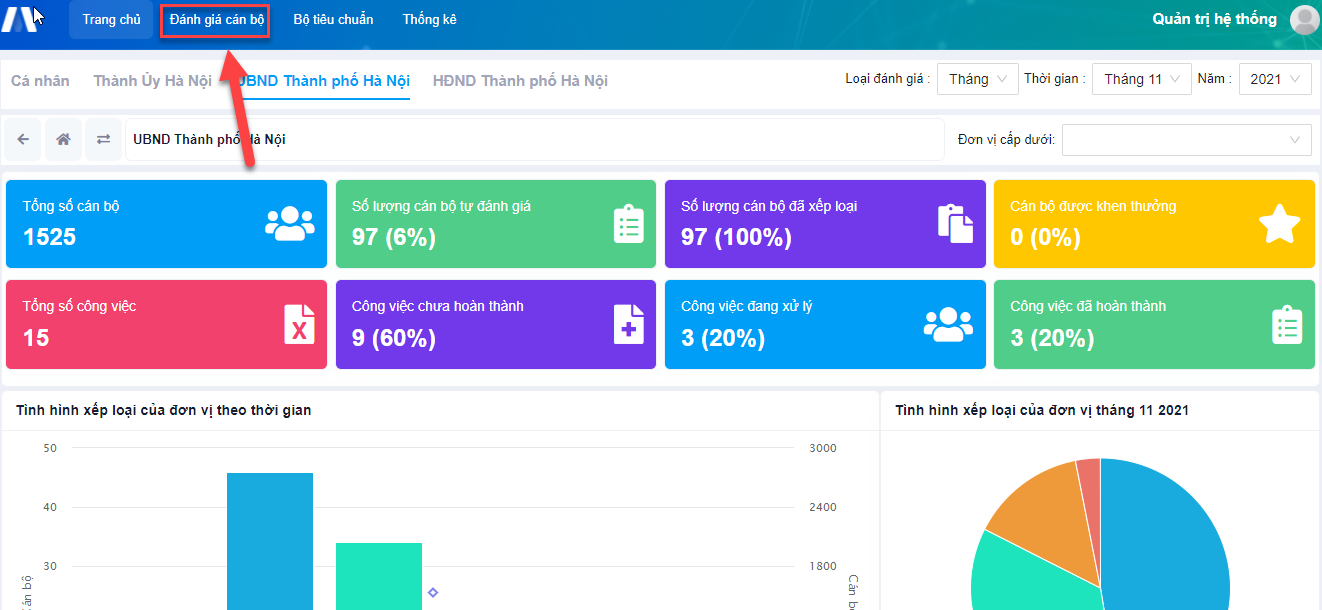 Trang chủ Đánh giá cán bộ Bộ tiêu chuẩn Thống kê Quản trị hệ thống
Cá nhân Thành Ủy Hà Nội UBND Thành phố Hà Nội HĐND Thành phố Hà Nội Loại đánh giá : Tháng Thời gian : Tháng 11 Năm : 2021
UBND Thành phố Hà Nội Đơn vị cấp dưới:
Tổng số cán bộ
1525
Số lượng cán bộ tự đánh giá
97 (6%)
Số lượng cán bộ đã xếp loại
97 (100%)
Cán bộ được khen thưởng
0 (0%)
Tổng số công việc
15
Công việc chưa hoàn thành
9 (60%)
Công việc đang xử lý
3 (20%)
Công việc đã hoàn thành
3 (20%)
Tình hình xếp loại của đơn vị theo thời gian
50 3000
40 2400
30 1800
Cán bộ
Tình hình xếp loại của đơn vị tháng 11 2021